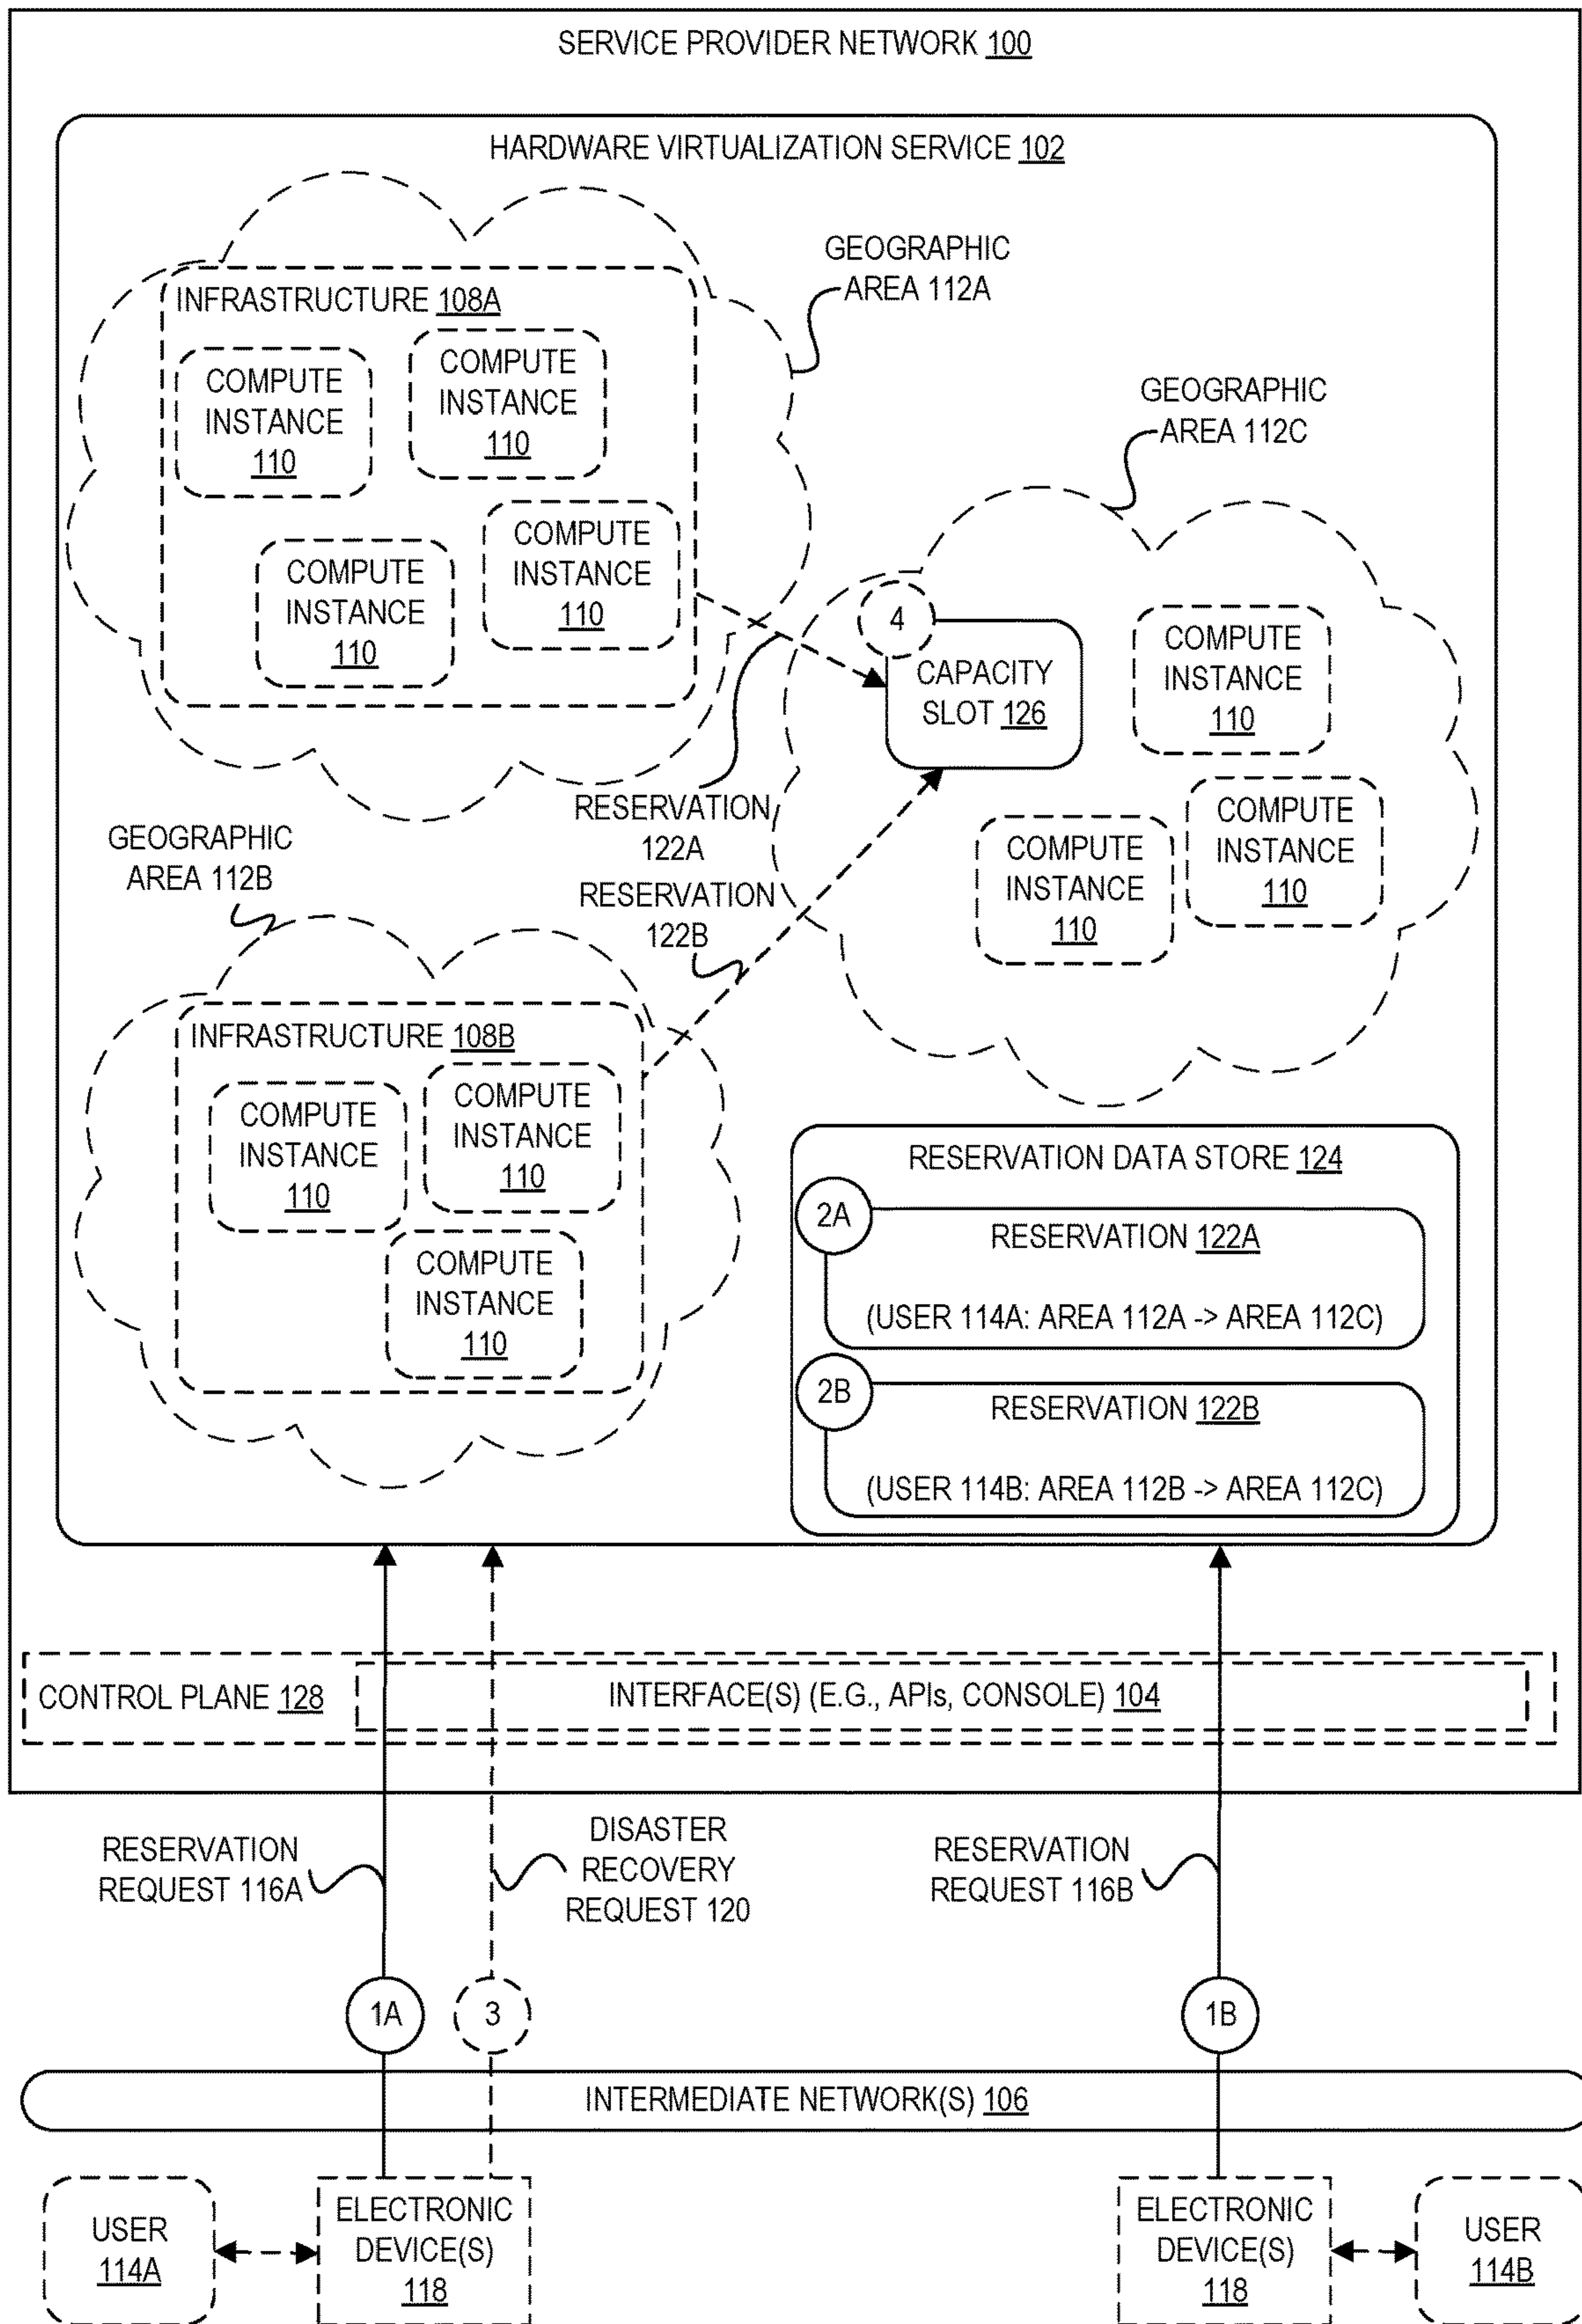 SERVICE PROVIDER NETWORK 100
HARDWARE VIRTUALIZATION SERVICE 102
GEOGRAPHIC
AREA 112A
INFRASTRUCTURE 108A
COMPUTE
INSTANCE
110
COMPUTE
INSTANCE
110
COMPUTE
INSTANCE
110
COMPUTE
INSTANCE
110
GEOGRAPHIC
AREA 112C
4
CAPACITY
SLOT 126
COMPUTE
INSTANCE
110
COMPUTE
INSTANCE
110
COMPUTE
INSTANCE
110
RESERVATION
122A
RESERVATION
122B
GEOGRAPHIC
AREA 112B
INFRASTRUCTURE 108B
COMPUTE
INSTANCE
110
COMPUTE
INSTANCE
110
COMPUTE
INSTANCE
110
RESERVATION DATA STORE 124
2A
RESERVATION 122A
(USER 114A: AREA 112A -> AREA 112C)
2B
RESERVATION 122B
(USER 114B: AREA 112B -> AREA 112C)
CONTROL PLANE 128
INTERFACE(S) (E.G., APIs, CONSOLE) 104
RESERVATION
REQUEST 116A
DISASTER
RECOVERY
REQUEST 120
RESERVATION
REQUEST 116B
1A
3
1B
INTERMEDIATE NETWORK(S) 106
USER
114A
ELECTRONIC
DEVICE(S)
118
ELECTRONIC
DEVICE(S)
118
USER
114B